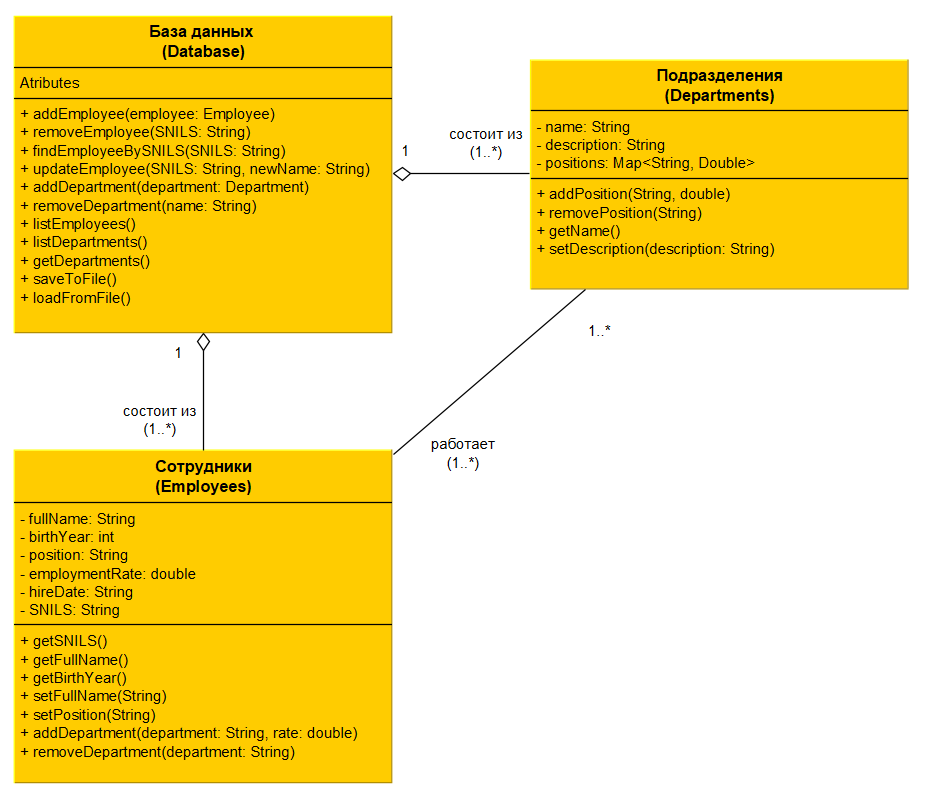 База данных
(Database)
Atributes
+ addEmployee(employee: Employee)
+ removeEmployee(SNILS: String)
+ findEmployeeBySNILS(SNILS: String)
+ updateEmployee(SNILS: String, newName: String)
+ addDepartment(department: Department)
+ removeDepartment(name: String)
+ listEmployees()
+ listDepartments()
+ getDepartments()
+ saveToFile()
+ loadFromFile()
1
состоит из
(1..*)
Подразделения
(Departments)
- name: String
- description: String
- positions: Map<String, Double>
+ addPosition(String, double)
+ removePosition(String)
+ getName()
+ setDescription(description: String)
1
состоит из
(1..*)
1..*
работает
(1..*)
Сотрудники
(Employees)
- fullName: String
- birthYear: int
- position: String
- employmentRate: double
- hireDate: String
- SNILS: String
+ getSNILS()
+ getFullName()
+ getBirthYear()
+ setFullName(String)
+ setPosition(String)
+ addDepartment(department: String, rate: double)
+ removeDepartment(department: String)